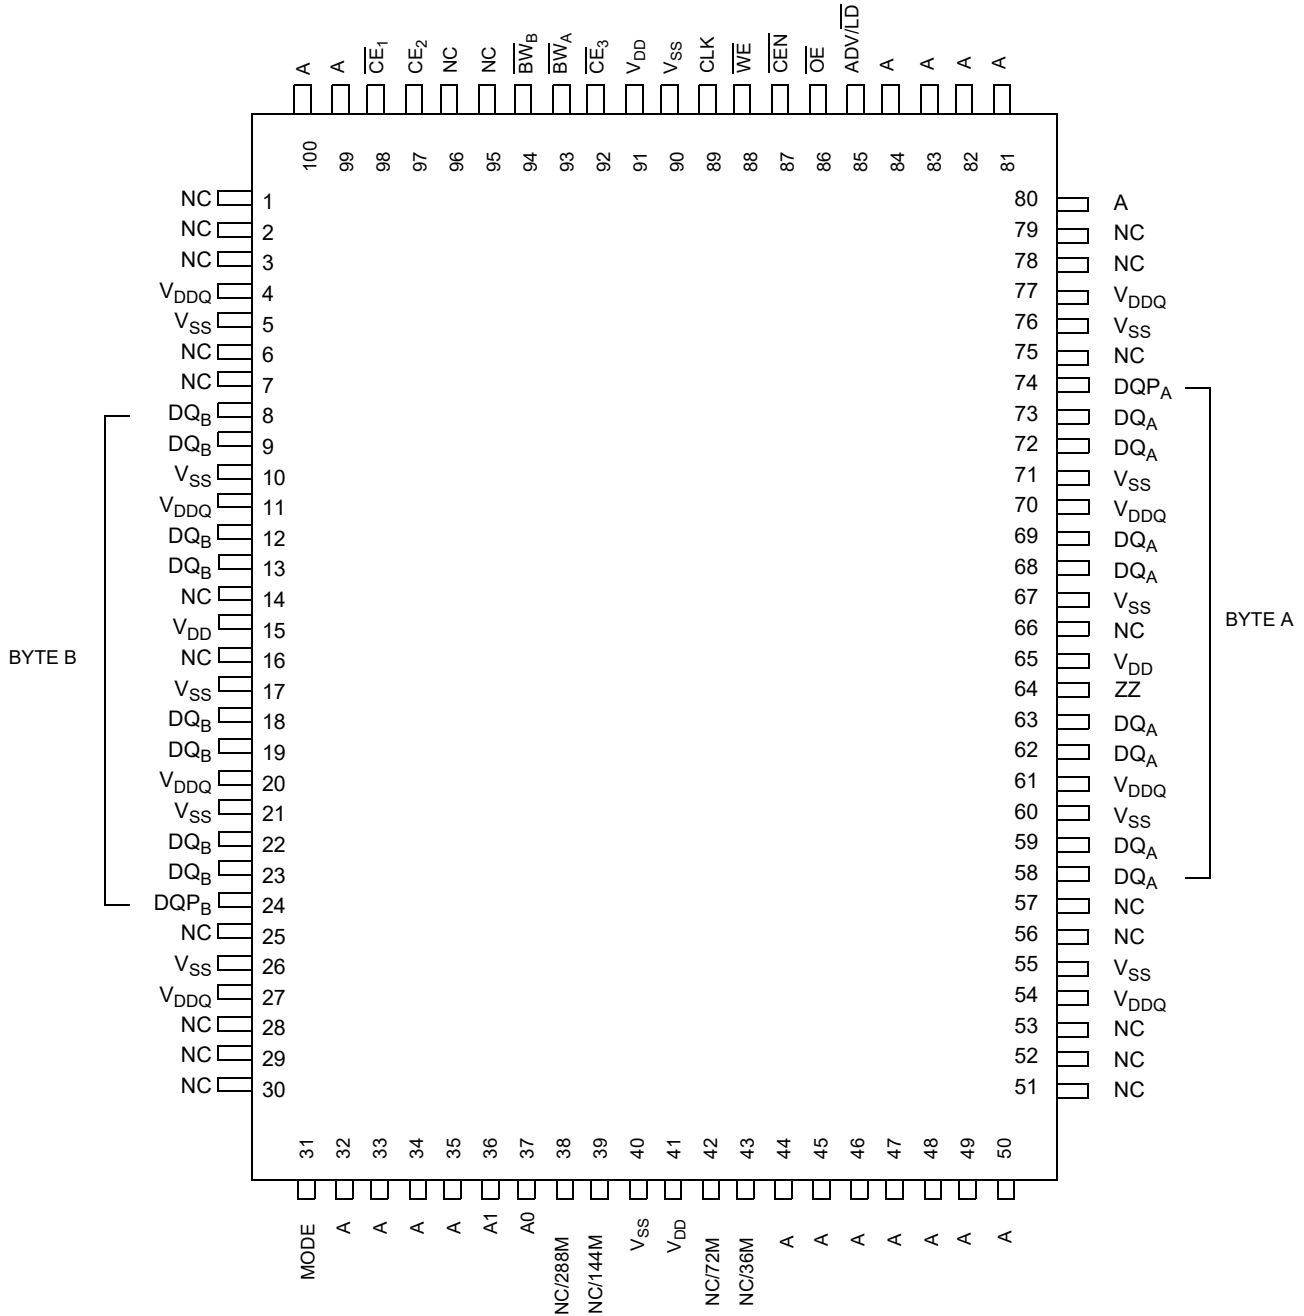 A A CE1 CE2 NC NC BWB BWA CE3 VDD VSS CLK WE CEN OE ADV/LD A A A A
100 99 98 97 96 95 94 93 92 91 90 89 88 87 86 85 84 83 82 81
NC 1 80 A
NC 2 79 NC
NC 3 78 NC
VDDQ 4 77 VDDQ
VSS 5 76 VSS
NC 6 75 NC
NC 7 74 DQPA
DQB 8 73 DQA
DQB 9 72 DQA
VSS 10 71 VSS
VDDQ 11 70 VDDQ
DQB 12 69 DQA
DQB 13 68 DQA
NC 14 67 VSS
BYTE A
VDD 15 66 NC
BYTE B
NC 16 65 VDD
VSS 17 64 ZZ
DQB 18 63 DQA
DQB 19 62 DQA
VDDQ 20 61 VDDQ
VSS 21 60 VSS
DQB 22 59 DQA
DQB 23 58 DQA
DQPB 24 57 NC
NC 25 56 NC
VSS 26 55 VSS
VDDQ 27 54 VDDQ
NC 28 53 NC
NC 29 52 NC
NC 30 51 NC
31 32 33 34 35 36 37 38 39 40 41 42 43 44 45 46 47 48 49 50
MODE A A A A A1 A0 NC/288M NC/144M VSS VDD NC/72M NC/36M A A A A A A A